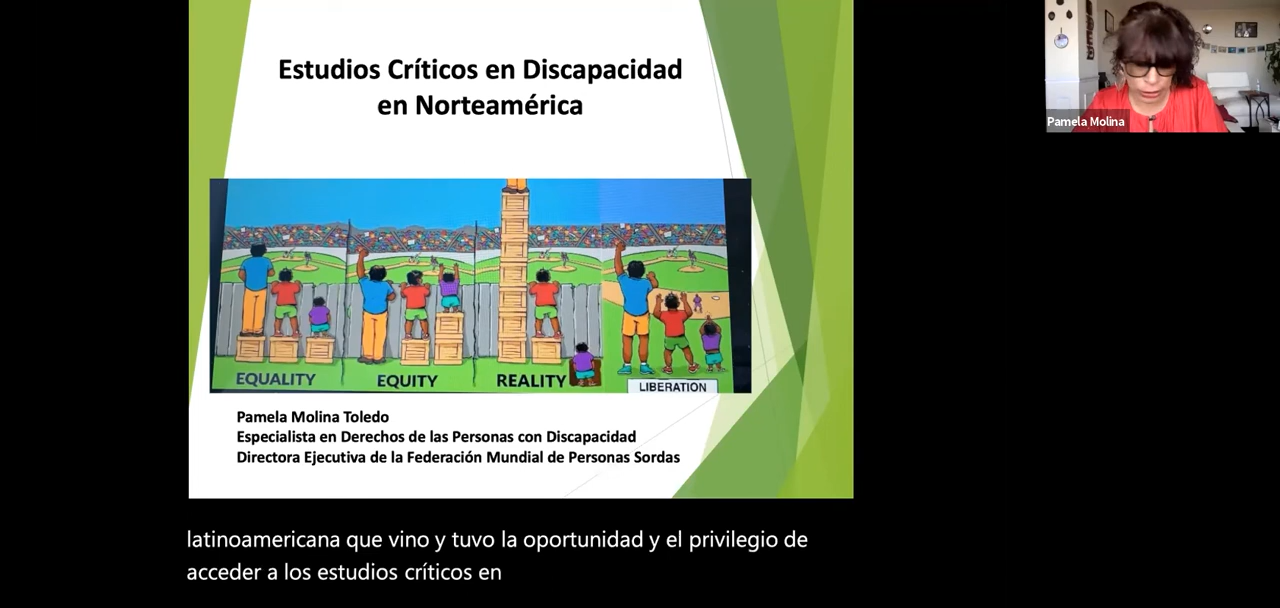 Estudios Críticos en Discapacidad
en Norteamérica
Pamela Molina
EQUALITY
EQUITY
REALITY
LIBERATION
Pamela Molina Toledo
Especialista en Derechos de las Personas con Discapacidad
Directora Ejecutiva de la Federación Mundial de Personas Sordas
latinoamericana que vino y tuvo la oportunidad y el privilegio de
acceder a los estudios críticos en